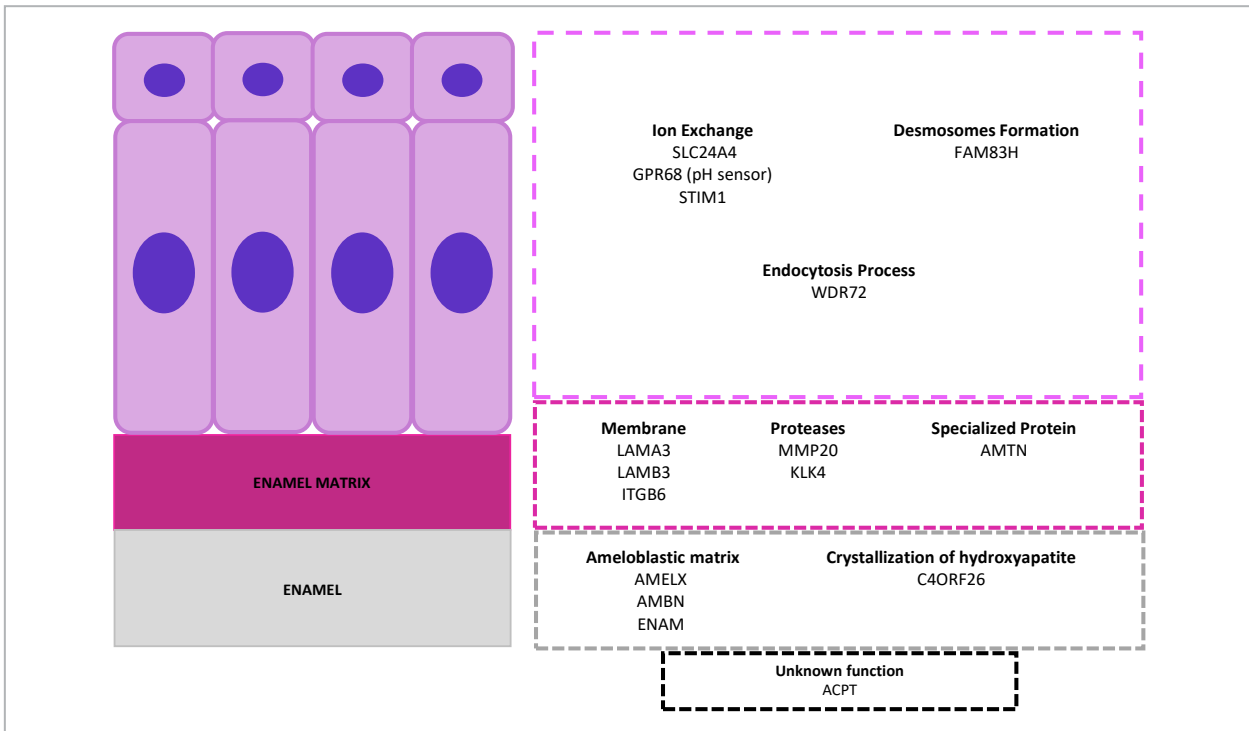 Ion Exchange
SLC24A4
GPR68 (pH sensor)
STIM1
Desmosomes Formation
FAM83H
Endocytosis Process
WDR72
ENAMEL MATRIX
Membrane
LAMA3
LAMB3
ITGB6
Proteases
MMP20
KLK4
Specialized Protein
AMTN
ENAMEL
Ameloblastic matrix
AMELX
AMBN
ENAM
Crystallization of hydroxyapatite
C4ORF26
Unknown function
ACPT